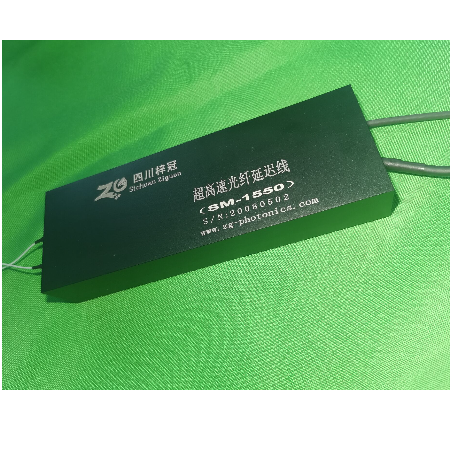 ZG
四川梓冠
Sichuan Ziguan
超高速光纤延迟线
(SM-1550)
S/N:20080502
www.zg-photonics.com